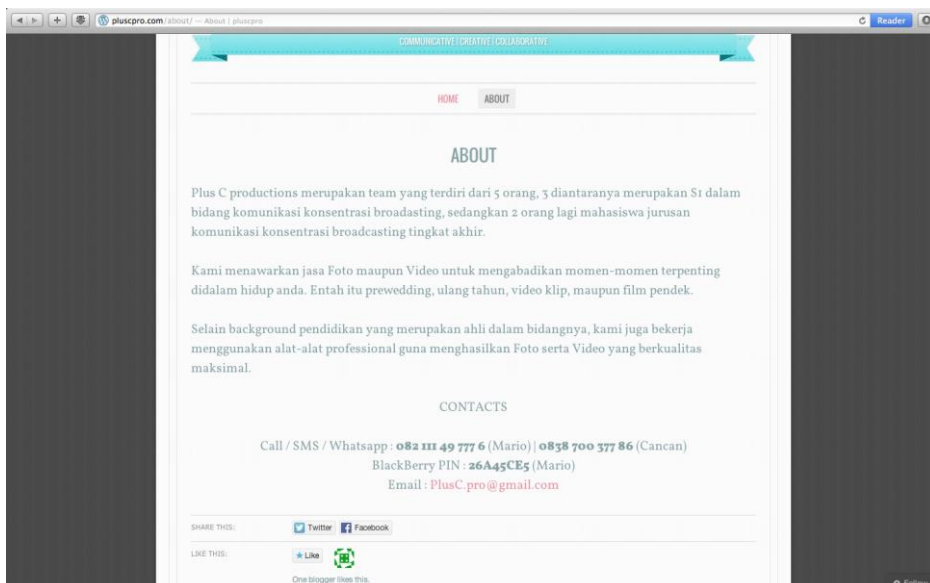 pluscpro.com/about/ — About | pluscpro
Reader
COMMUNICATIVE | CREATIVE | COLLABORATIVE
HOME ABOUT
ABOUT
Plus C productions merupakan team yang terdiri dari 5 orang, 3 diantaranya merupakan S1 dalam
bidang komunikasi konsentrasi broadasting, sedangkan 2 orang lagi mahasiswa jurusan
komunikasi konsentrasi broadcasting tingkat akhir.
Kami menawarkan jasa Foto maupun Video untuk mengabadikan momen-momen terpenting
didalam hidup anda. Entah itu prewedding, ulang tahun, video klip, maupun film pendek.
Selain background pendidikan yang merupakan ahli dalam bidangnya, kami juga bekerja
menggunakan alat-alat professional guna menghasilkan Foto serta Video yang berkualitas
maksimal.
CONTACTS
Call / SMS / Whatsapp : 082 111 49 777 6 (Mario) | 0838 700 377 86 (Cancan)
BlackBerry PIN : 26A45CE5 (Mario)
Email : PlusC.pro@gmail.com
SHARE THIS: Twitter Facebook
LIKE THIS: Like
One blogger likes this.
Follow